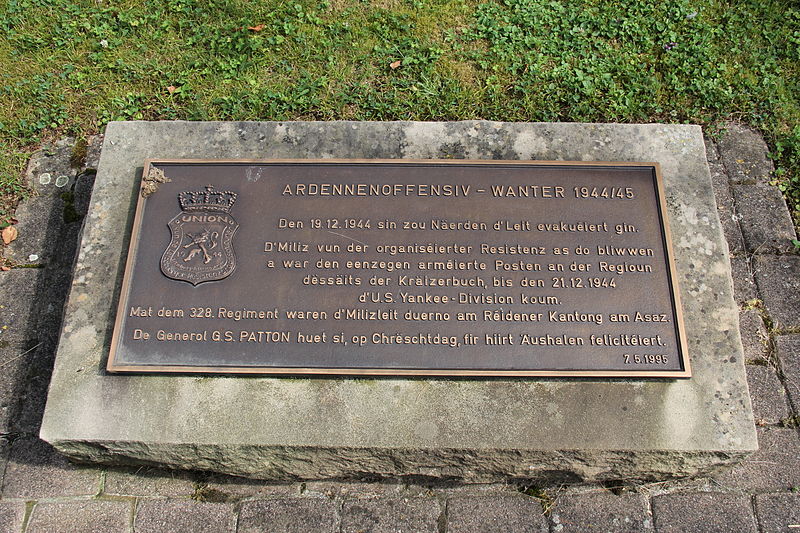 ARDENNENOFFENSIV - WANTER 1944/45
UNION
Den 19.12.1944 sin zou Näerden d'Leit evakuéiert gin.
D'Miliz vun der organiséierter Resistenz as do bliwwen
a war den eenzegen arméierte Posten an der Regioun
dëssäits der Kräizerbuch, bis den 21.12.1944
d'U.S. Yankee-Division koum.
Mat dem 328. Regiment waren d'Milizleit duerno am Réidener Kantong am Asaz.
De Generol G.S. PATTON huet si, op Chrëschtdag, fir hiirt Äushalen felicitéiert.
7.5.1995